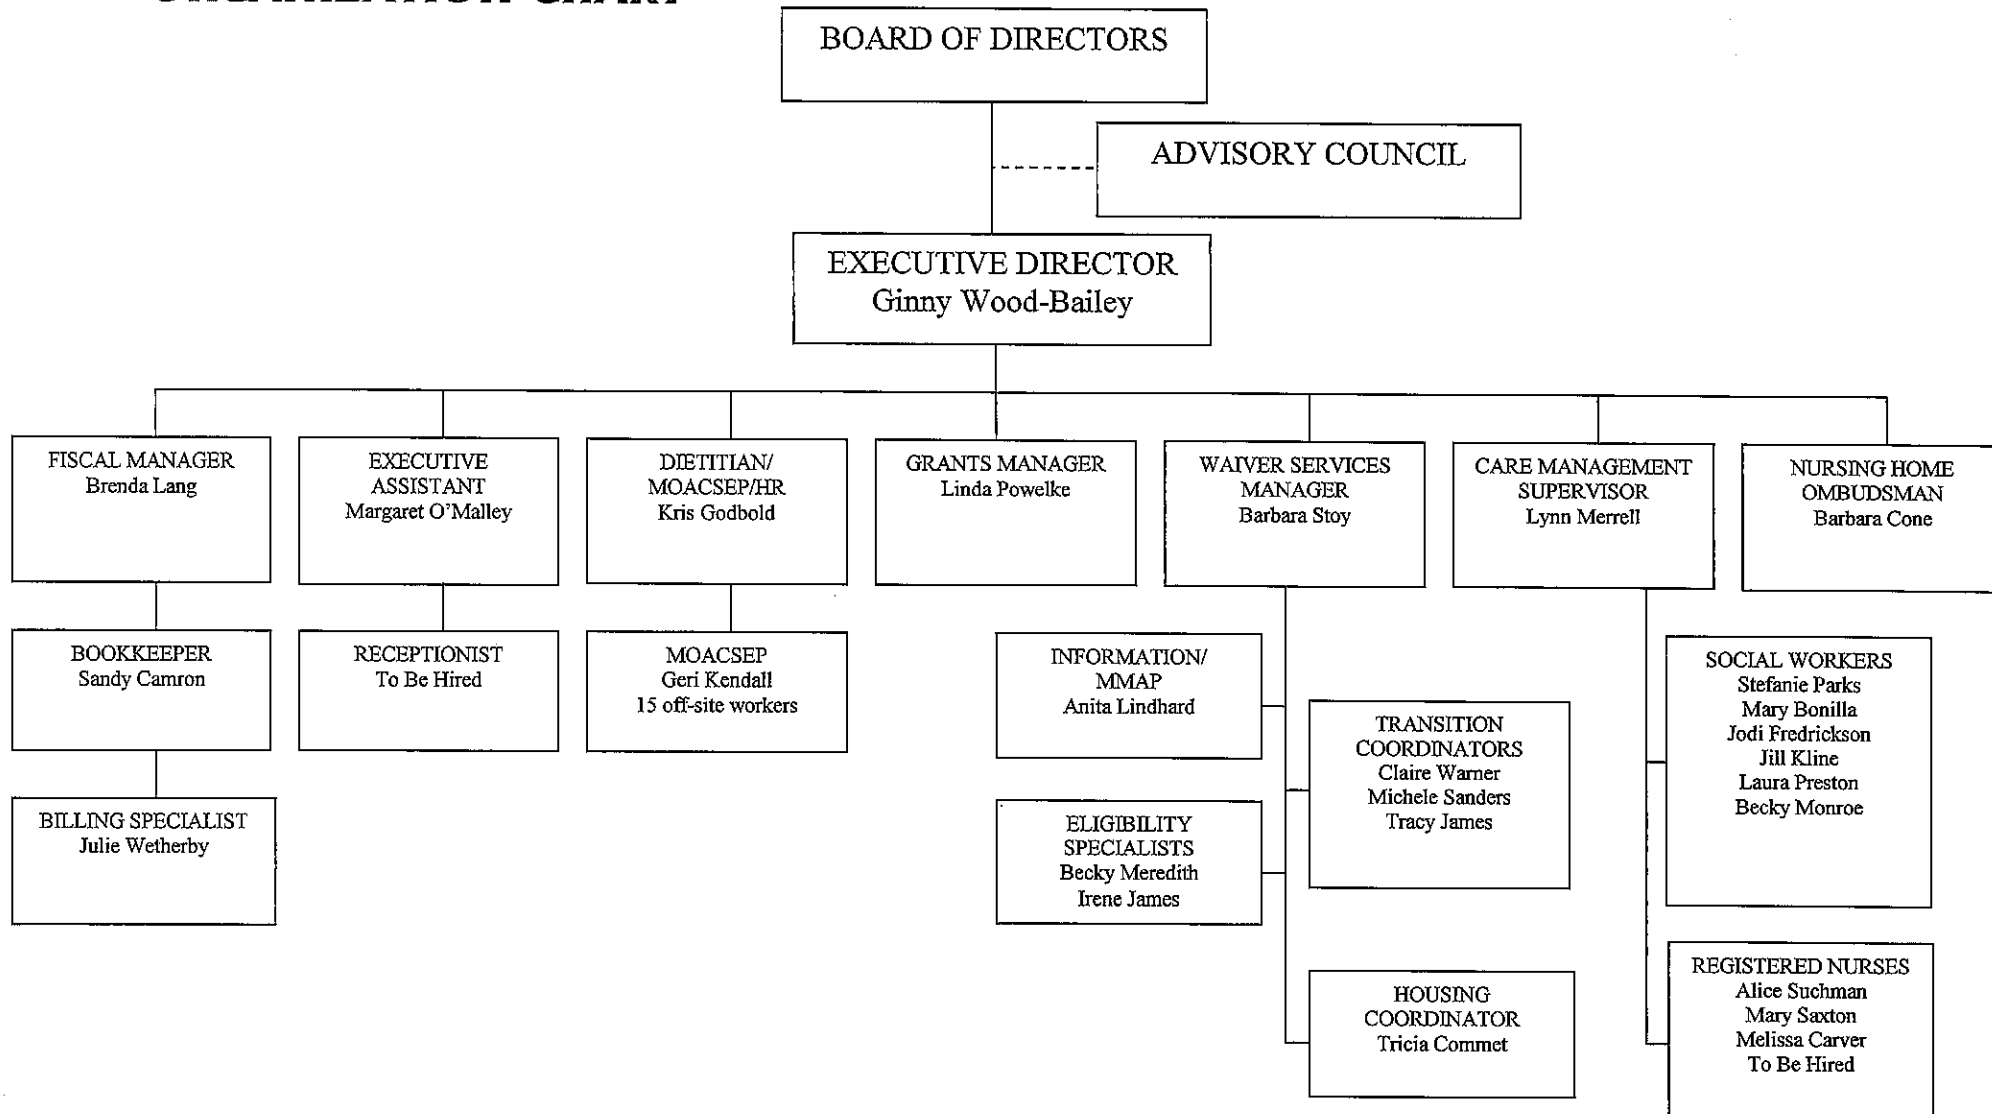 BOARD OF DIRECTORS
ADVISORY COUNCIL
EXECUTIVE DIRECTOR
Ginny Wood-Bailey
FISCAL MANAGER
Brenda Lang
EXECUTIVE
ASSISTANT
Margaret O'Malley
DIETITIAN/
MOACSEP/HR
Kris Godbold
GRANTS MANAGER
Linda Powelke
WAIVER SERVICES
MANAGER
Barbara Stoy
CARE MANAGEMENT
SUPERVISOR
Lynn Merrell
NURSING HOME
OMBUDSMAN
Barbara Cone
BOOKKEEPER
Sandy Camron
RECEPTIONIST
To Be Hired
MOACSEP
Geri Kendall
15 off-site workers
INFORMATION/
MMAP
Anita Lindhard
TRANSITION
COORDINATORS
Claire Warner
Michele Sanders
Tracy James
SOCIAL WORKERS
Stefanie Parks
Mary Bonilla
Jodi Fredrickson
Jill Kline
Laura Preston
Becky Monroe
BILLING SPECIALIST
Julie Wetherby
ELIGIBILITY
SPECIALISTS
Becky Meredith
Irene James
HOUSING
COORDINATOR
Tricia Commet
REGISTERED NURSES
Alice Suchman
Mary Saxton
Melissa Carver
To Be Hired